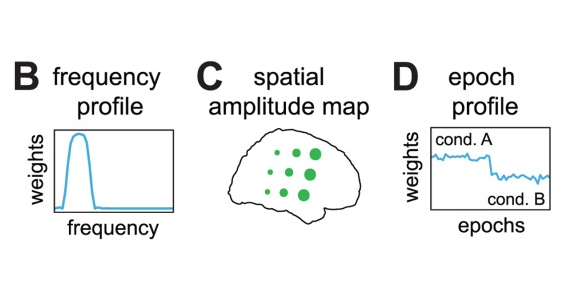 B frequency profile
weights
frequency
C spatial amplitude map
D epoch profile
weights
cond. A
cond. B
epochs